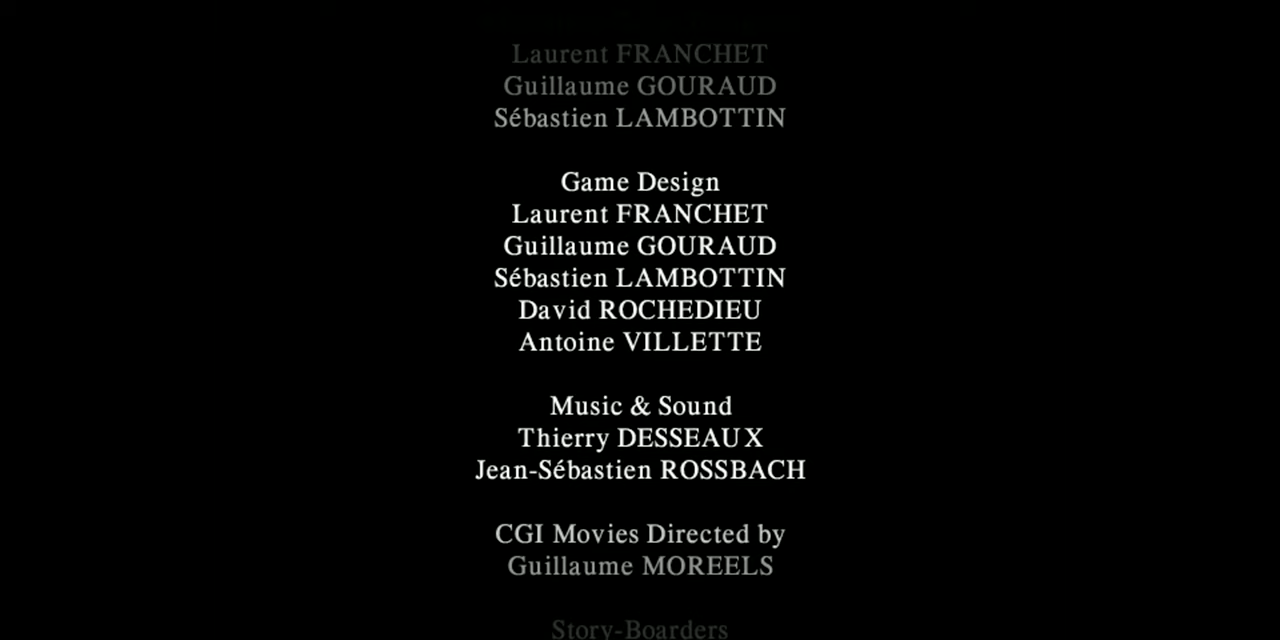 Laurent FRANCHET
Guillaume GOURAUD
Sébastien LAMBOTTIN
Game Design
Laurent FRANCHET
Guillaume GOURAUD
Sébastien LAMBOTTIN
David ROCHEDIEU
Antoine VILLETTE
Music & Sound
Thierry DESSEAUX
Jean-Sébastien ROSSBACH
CGI Movies Directed by
Guillaume MOREELS
Story-Boarders